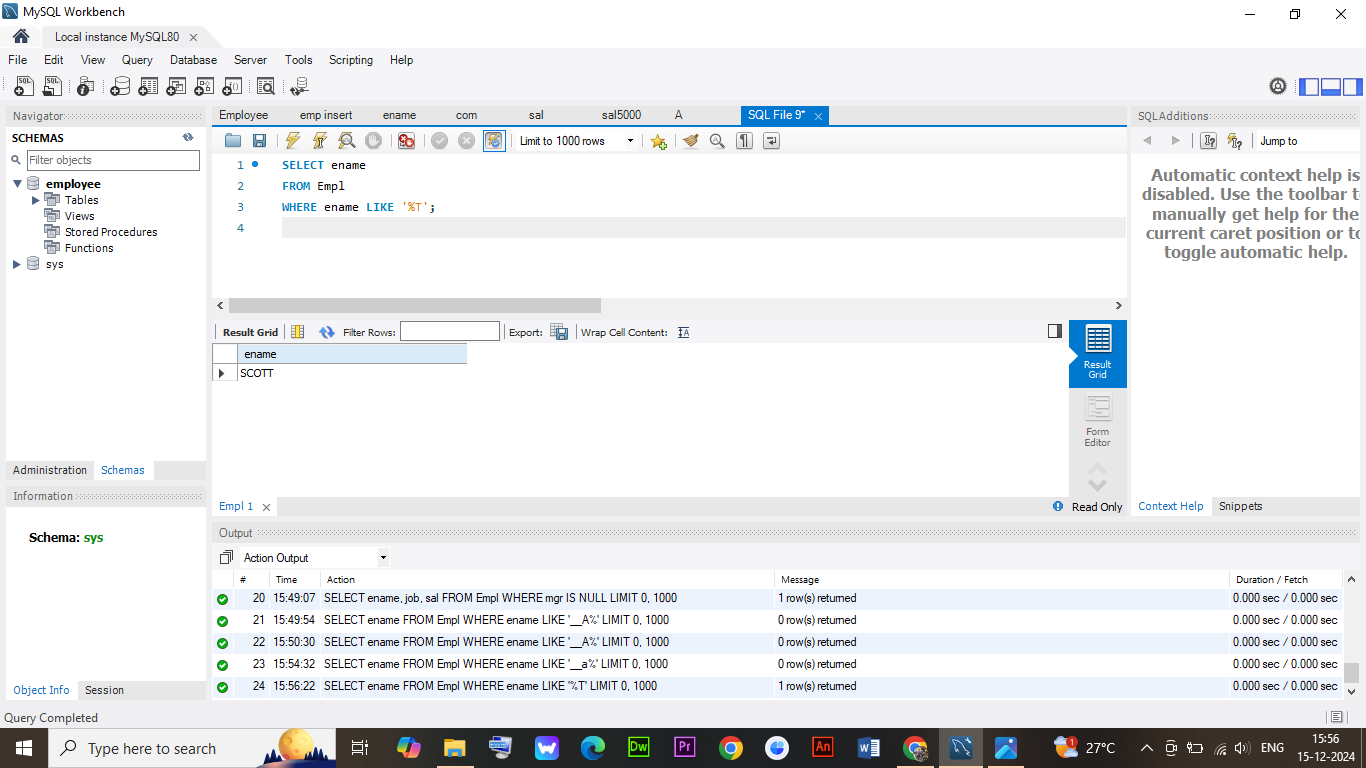 MySQL Workbench
Local instance MySQL80
File Edit View Query Database Server Tools Scripting Help
Navigator
SCHEMAS
Filter objects
employee
Tables
Views
Stored Procedures
Functions
sys
Administration Schemas
Information
Schema: sys
Object Info Session
Employee emp insert ename com sal sal5000 A SQL File 9*
Limit to 1000 rows
1 SELECT ename
2 FROM Empl
3 WHERE ename LIKE '%T';
4
Result Grid Filter Rows: Export: Wrap Cell Content:
ename
SCOTT
Result Grid
Form Editor
Empl 1
Read Only
SQLAdditions
Jump to
Automatic context help is
disabled. Use the toolbar t
manually get help for the
current caret position or to
toggle automatic help.
Context Help Snippets
Output
Action Output
# Time Action Message Duration / Fetch
20 15:49:07 SELECT ename, job, sal FROM Empl WHERE mgr IS NULL LIMIT 0, 1000 1 row(s) returned 0.000 sec / 0.000 sec
21 15:49:54 SELECT ename FROM Empl WHERE ename LIKE '__A%' LIMIT 0, 1000 0 row(s) returned 0.000 sec / 0.000 sec
22 15:50:30 SELECT ename FROM Empl WHERE ename LIKE '__A%' LIMIT 0, 1000 0 row(s) returned 0.000 sec / 0.000 sec
23 15:54:32 SELECT ename FROM Empl WHERE ename LIKE '__a%' LIMIT 0, 1000 0 row(s) returned 0.000 sec / 0.000 sec
24 15:56:22 SELECT ename FROM Empl WHERE ename LIKE '%T' LIMIT 0, 1000 1 row(s) returned 0.000 sec / 0.000 sec
Query Completed
Type here to search
Dw
Pr
An
1
27°C
ENG
15:56
15-12-2024